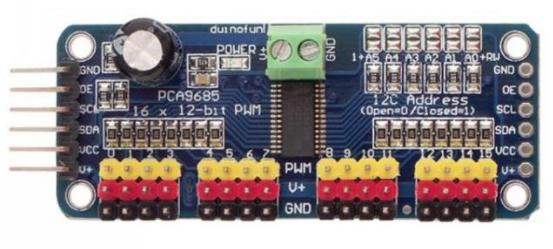 duinofun
POWER
V+
GND
1+A5 A4 A3 A2 A1 A0+RW
GND
OE
SCL
SDA
VCC
V+
PCA9685
16 x 12-bit PWM
I2C Address
(Open=0/Closed=1)
GND
OE
SCL
SDA
VCC
V+
0 1 2 3
4 5 6 7
PWM
8 9 10 11
12 13 14 15
V+
GND